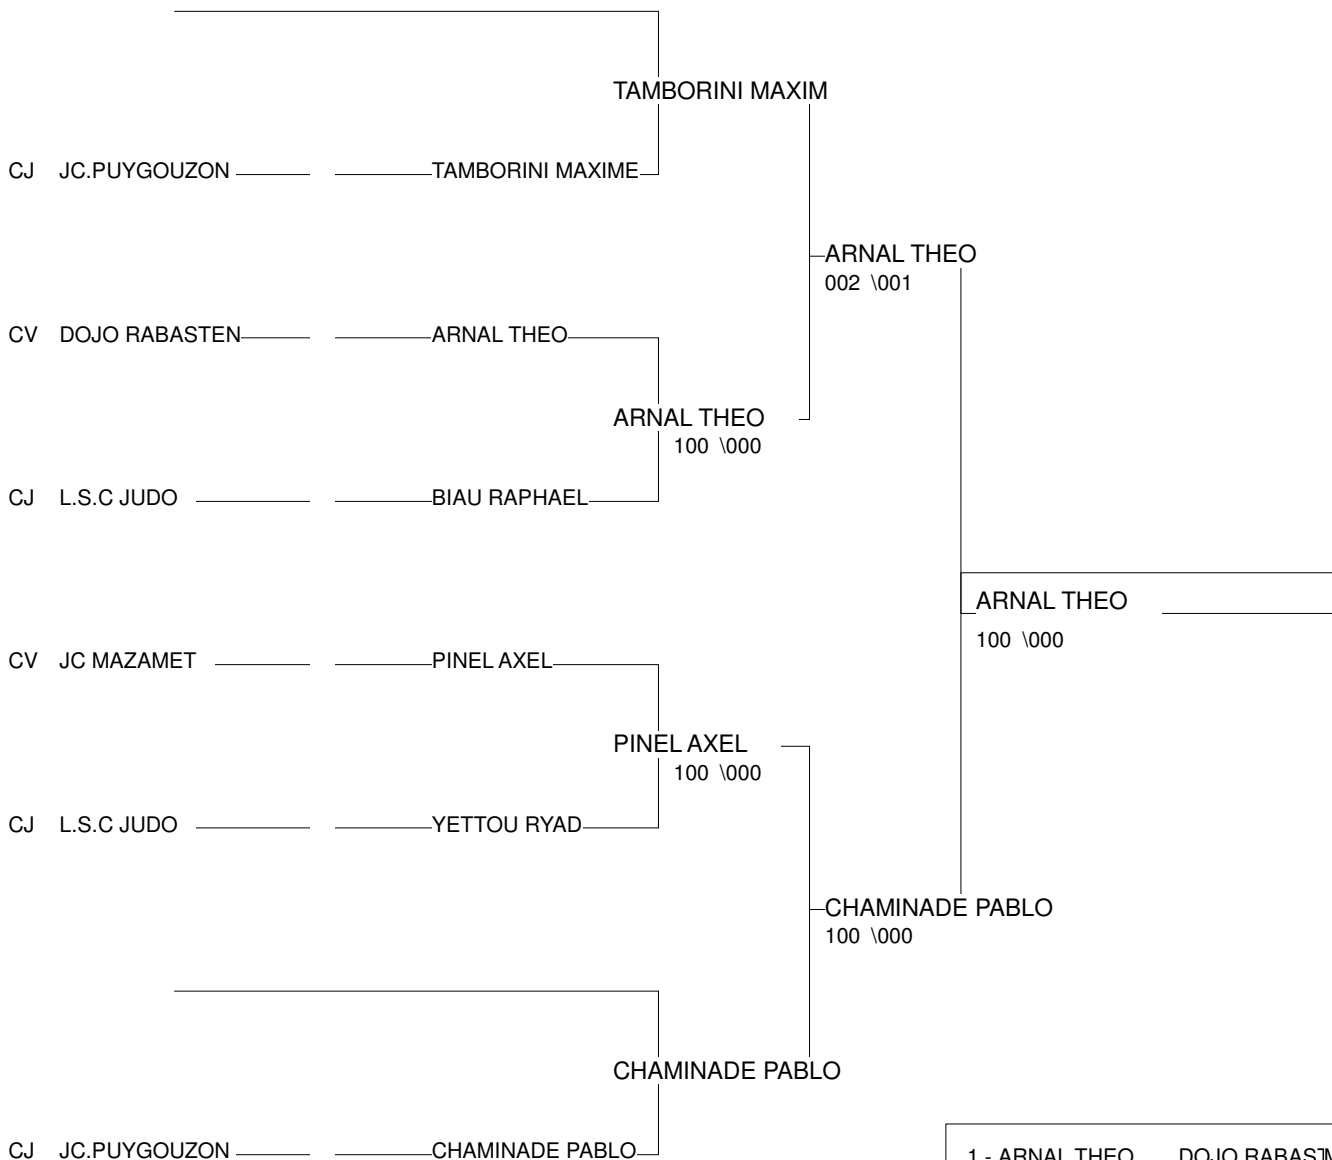 TAMBORINI MAXIM
CJ JC.PUYGOUZON TAMBORINI MAXIME
ARNAL THEO
002 \001
CV DOJO RABASTEN ARNAL THEO
ARNAL THEO
100 \000
CJ L.S.C JUDO BIAU RAPHAEL
ARNAL THEO
100 \000
CV JC MAZAMET PINEL AXEL
PINEL AXEL
100 \000
CJ L.S.C JUDO YETTOU RYAD
CHAMINADE PABLO
100 \000
CHAMINADE PABLO
CJ JC.PUYGOUZON CHAMINADE PABLO
1 - ARNAL THEO DOJO RABAS